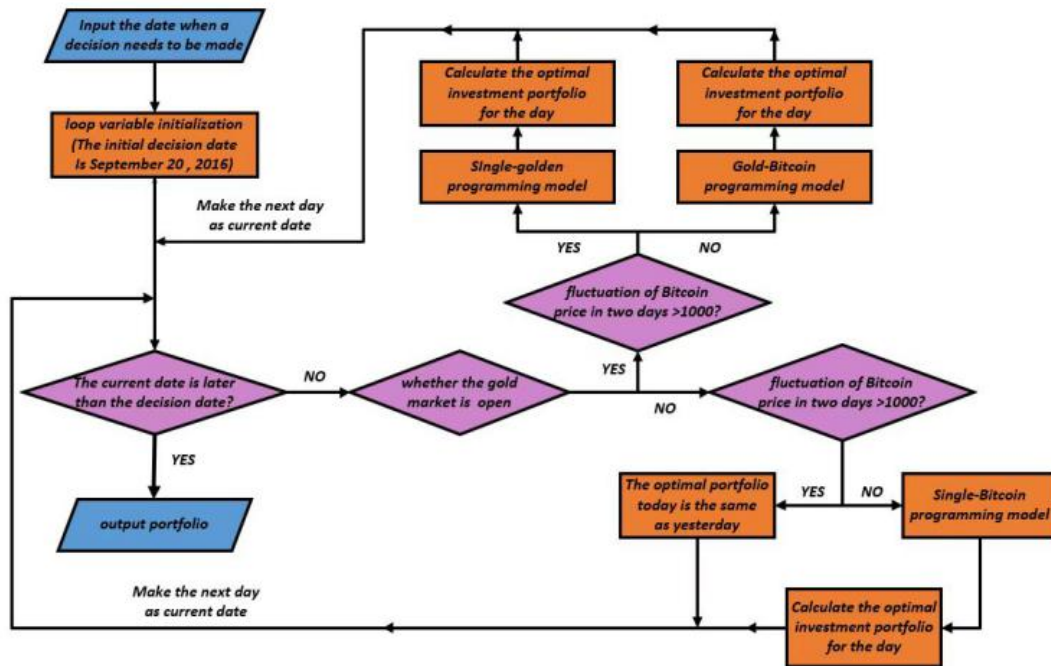 Input the date when a
decision needs to be made
loop variable initialization
(The initial decision date
Is September 20 , 2016)
Calculate the optimal
investment portfolio
for the day
Calculate the optimal
investment portfolio
for the day
SIngle-golden
programming model
Gold-Bitcoin
programming model
Make the next day
as current date
YES
NO
fluctuation of Bitcoin
price in two days >1000?
The current date is later
than the decision date?
NO
whether the gold
market is open
YES
NO
fluctuation of Bitcoin
price in two days >1000?
YES
output portfolio
The optimal portfolio
today is the same
as yesterday
YES
NO
Single-Bitcoin
programming model
Make the next day
as current date
Calculate the optimal
investment portfolio
for the day